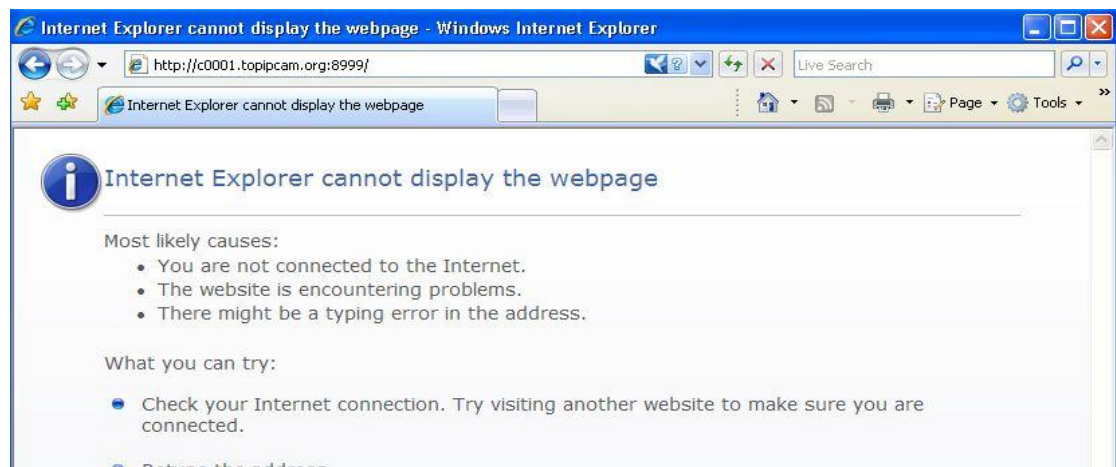 Internet Explorer cannot display the webpage - Windows Internet Explorer
http://c0001.topipcam.org:8999/
Live Search
Internet Explorer cannot display the webpage
Page
Tools
Internet Explorer cannot display the webpage
Most likely causes:
You are not connected to the Internet.
The website is encountering problems.
There might be a typing error in the address.
What you can try:
Check your Internet connection. Try visiting another website to make sure you are
connected.
Retype the address.